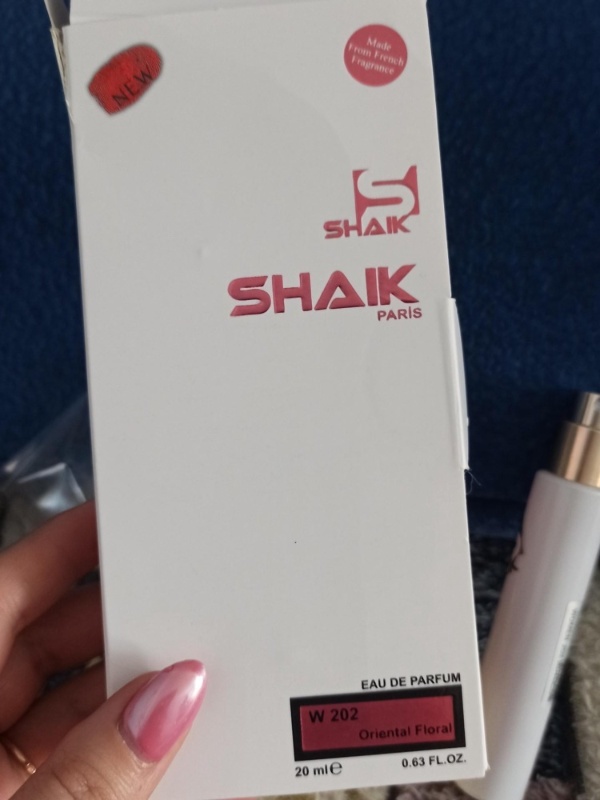 NEW
Made
From French
Fragrance
S
SHAIK
SHAIK
PARİS
EAU DE PARFUM
W 202
Oriental Floral
20 ml℮
0.63 FL.OZ.